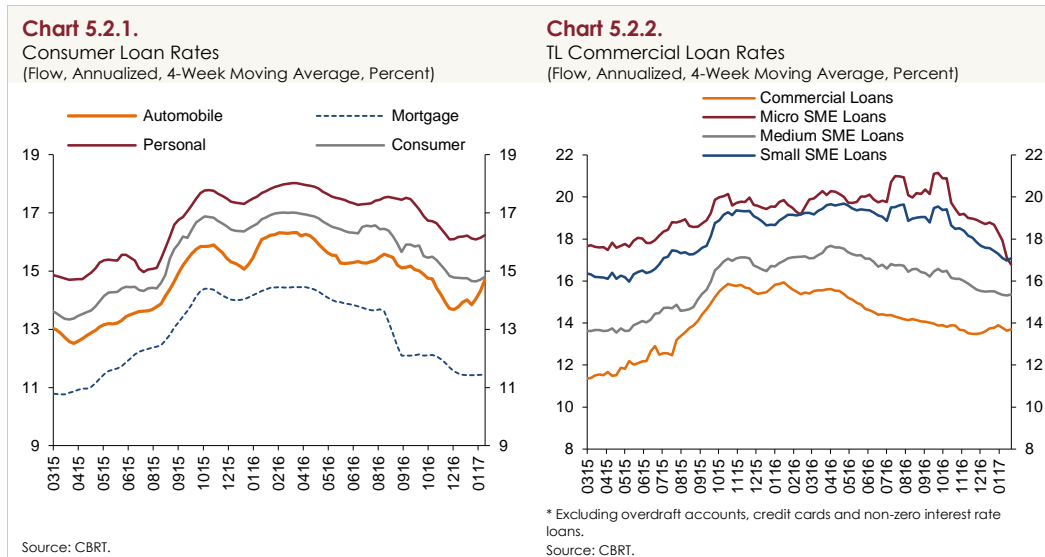 Chart 5.2.1.
Consumer Loan Rates
(Flow, Annualized, 4-Week Moving Average, Percent)
Automobile
Mortgage
Personal
Consumer
19 19
17 17
15 15
13 13
11 11
9 9
0315 0415 0515 0615 0715 0815 0915 1015 1115 1215 0116 0216 0316 0416 0516 0616 0716 0816 0916 1016 1116 1216 0117
Source: CBRT.
Chart 5.2.2.
TL Commercial Loan Rates
(Flow, Annualized, 4-Week Moving Average, Percent)
Commercial Loans
Micro SME Loans
Medium SME Loans
Small SME Loans
22 22
20 20
18 18
16 16
14 14
12 12
10 10
8 8
0315 0415 0515 0615 0715 0815 0915 1015 1115 1215 0116 0216 0316 0416 0516 0616 0716 0816 0916 1016 1116 1216 0117
* Excluding overdraft accounts, credit cards and non-zero interest rate
loans.
Source: CBRT.